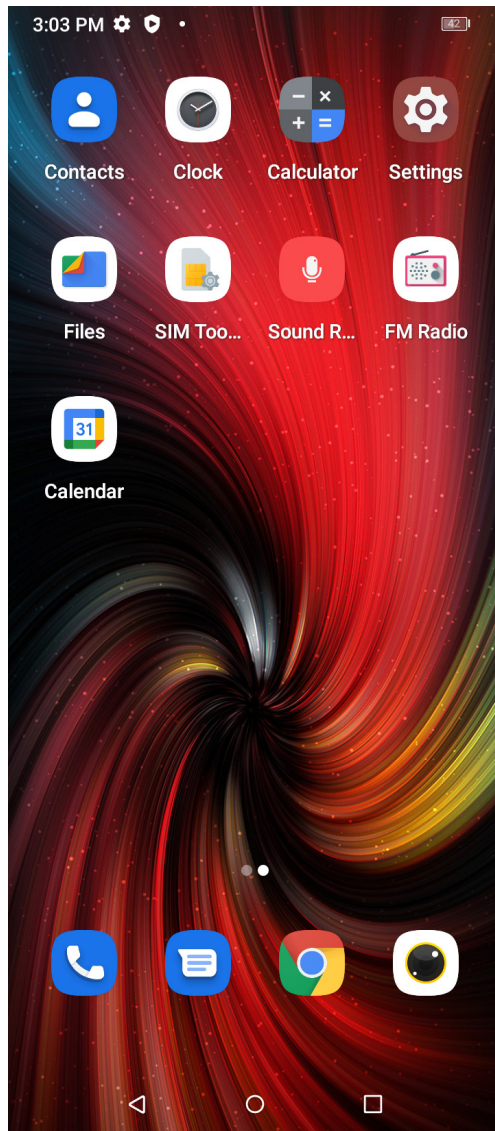 3:03 PM
42
Contacts Clock Calculator Settings
Files SIM Too... Sound R... FM Radio
31
Calendar